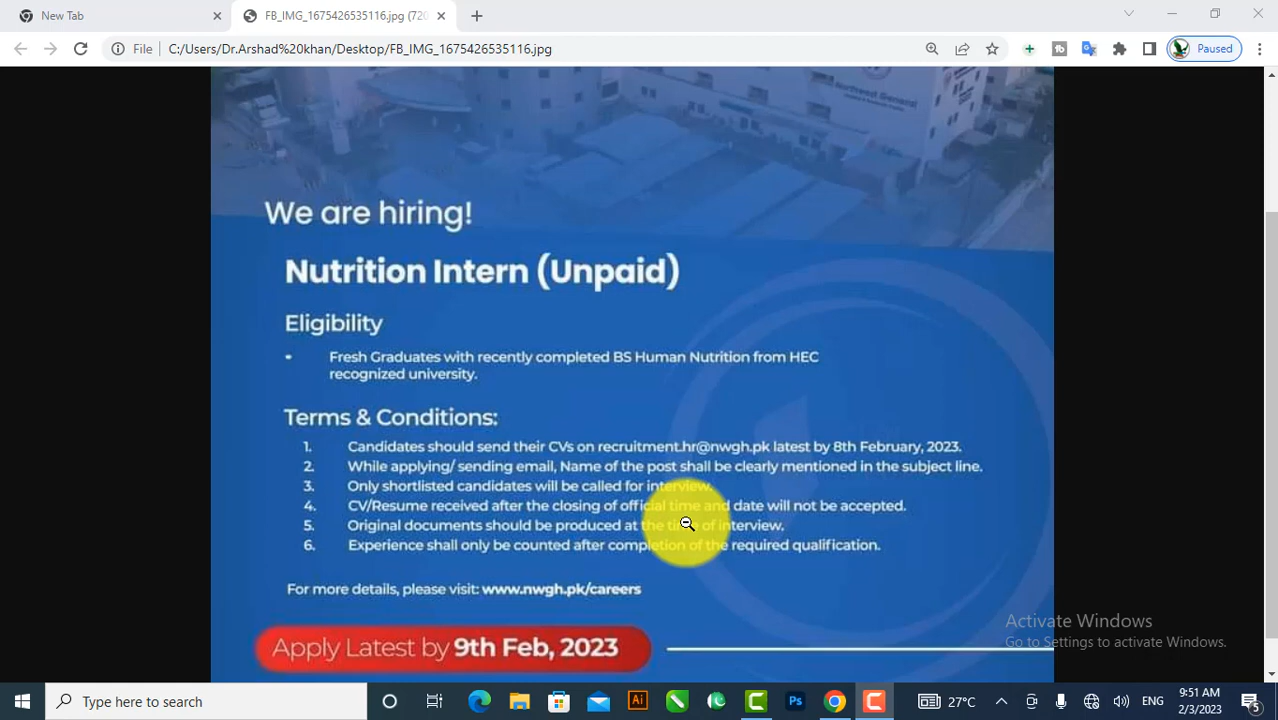 New Tab
FB_IMG_1675426535116.jpg (720
File
C:/Users/Dr.Arshad%20khan/Desktop/FB_IMG_1675426535116.jpg
Paused
Northwest General
We are hiring!
Nutrition Intern (Unpaid)
Eligibility
• Fresh Graduates with recently completed BS Human Nutrition from HEC
recognized university.
Terms & Conditions:
1. Candidates should send their CVs on recruitment.hr@nwgh.pk latest by 8th February, 2023.
2. While applying/ sending email, Name of the post shall be clearly mentioned in the subject line.
3. Only shortlisted candidates will be called for interview.
4. CV/Resume received after the closing of official time and date will not be accepted.
5. Original documents should be produced at the time of interview.
6. Experience shall only be counted after completion of the required qualification.
For more details, please visit: www.nwgh.pk/careers
Apply Latest by 9th Feb, 2023
Activate Windows
Go to Settings to activate Windows.
Type here to search
Ai
Ps
27°C
ENG
9:51 AM
2/3/2023
5